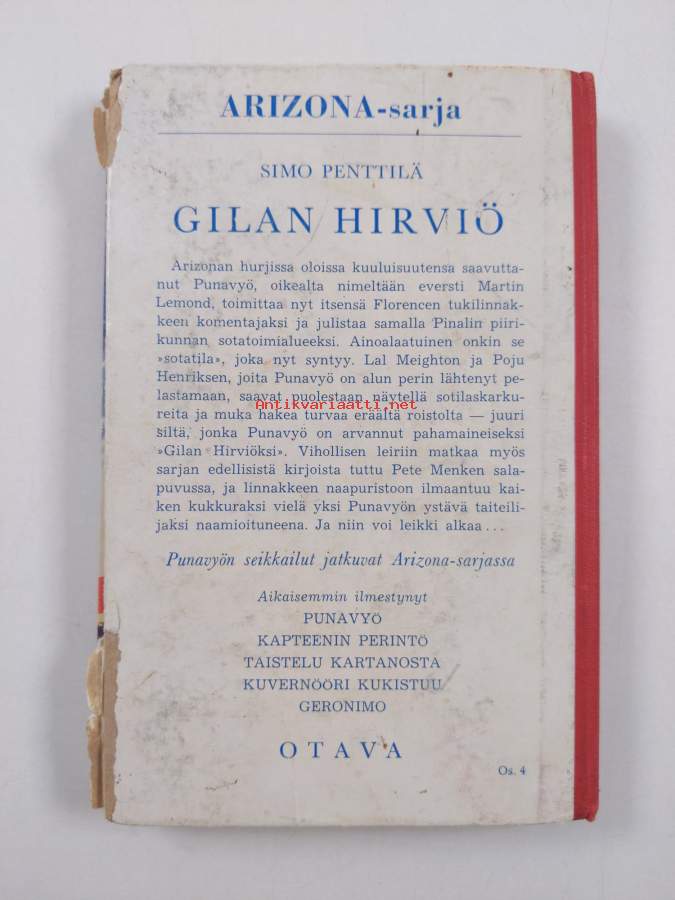 ARIZONA-sarja
SIMO PENTTILÄ
GILAN HIRVIÖ
Arizonan hurjissa oloissa kuuluisuutensa saavutta-
nut Punavyö, oikealta nimeltään eversti Martin
Lemond, toimittaa nyt itsensä Florencen tukilinnak-
keen komentajaksi ja julistaa samalla Pinalin piiri-
kunnan sotatoimialueeksi. Ainoalaatuinen onkin se
»sotatila», joka nyt syntyy. Lal Meighton ja Poju
Henriksen, joita Punavyö on alun perin lähtenyt pe-
lastamaan, saavat puolestaan näytellä sotilaskarku-
Antikvariaatti.net
reita ja muka hakea turvaa eräältä roistolta — juuri
siltä, jonka Punavyö on arvannut pahamaineiseksi
»Gilan Hirviöksi». Vihollisen leiriin matkaa myös
sarjan edellisistä kirjoista tuttu Pete Menken sala-
puvussa, ja linnakkeen naapuristoon ilmaantuu kai-
ken kukkuraksi vielä yksi Punavyön ystävä taiteili-
jaksi naamioituneena. Ja niin voi leikki alkaa ...
Punavyön seikkailut jatkuvat Arizona-sarjassa
Aikaisemmin ilmestynyt
PUNAVYÖ
KAPTEENIN PERINTÖ
TAISTELU KARTANOSTA
KUVERNÖÖRI KUKISTUU
GERONIMO
OTAVA
Os. 4